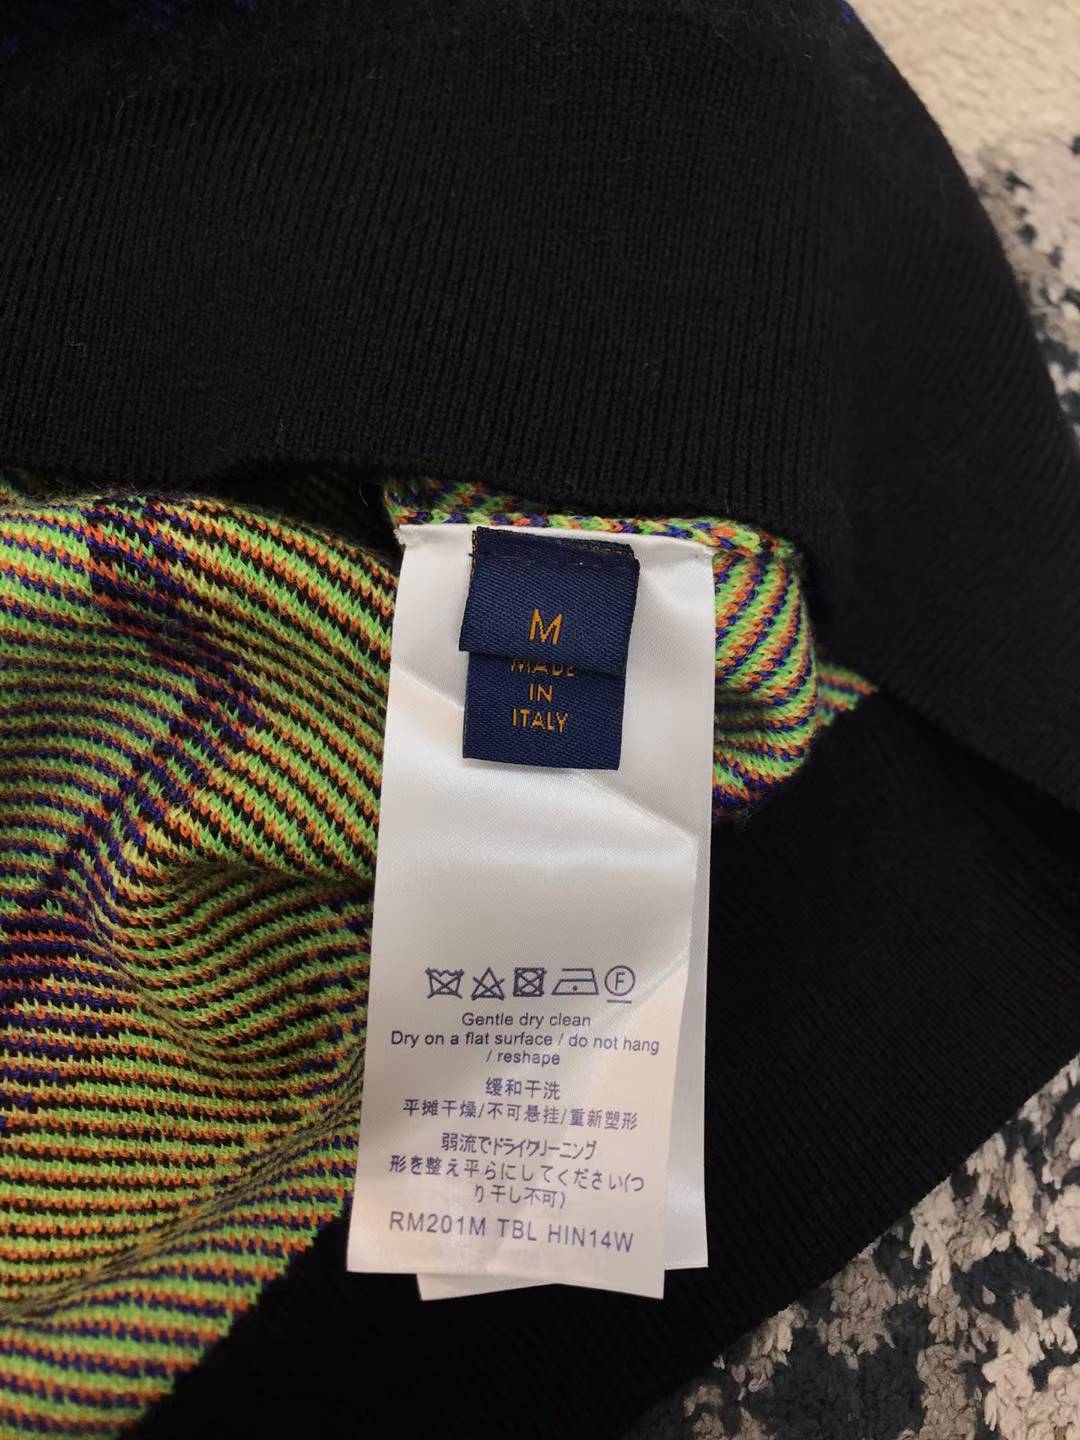 M
MADE
IN
ITALY
F
Gentle dry clean
Dry on a flat surface / do not hang
/ reshape
缓和干洗
平摊干燥/不可悬挂/重新塑形
弱流でドライクリーニング
形を整え平らにしてください(つ
り干し不可)
RM201M TBL HIN14W